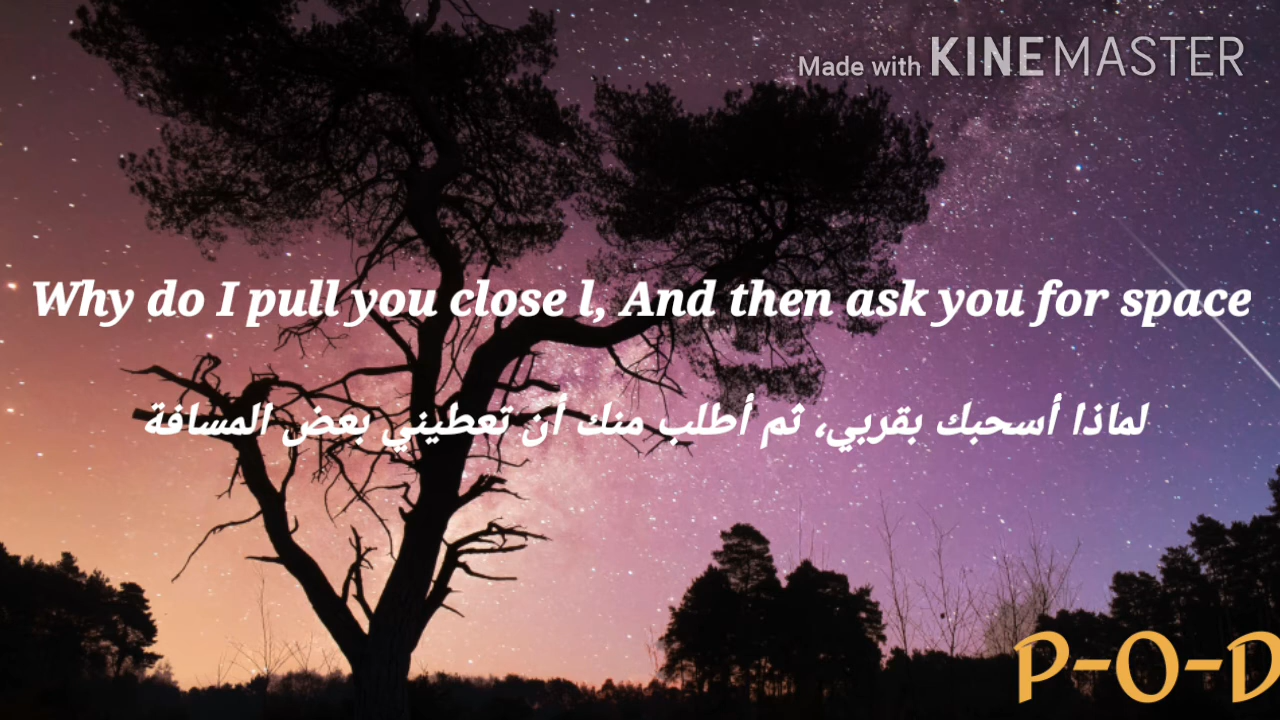 Made with KINEMASTER
Why do I pull you close l, And then ask you for space
لماذا أسحبك بقربي، ثم أطلب منك أن تعطيني بعض المسافة
P-O-D